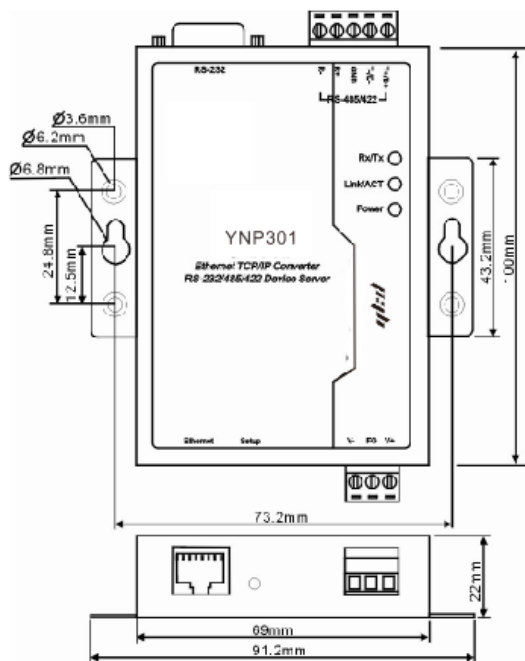 RS-232
RS-485/422
Ø3.6mm
Ø6.2mm
Ø6.8mm
Rx/Tx
Link/ACT
Power
24.8mm
12.5mm
43.2mm
100mm
YNP301
Ethernet TCP/IP Converter
RS-232/485/422 Device Server
Ethernet Setup V- V+
73.2mm
22mm
69mm
91.2mm